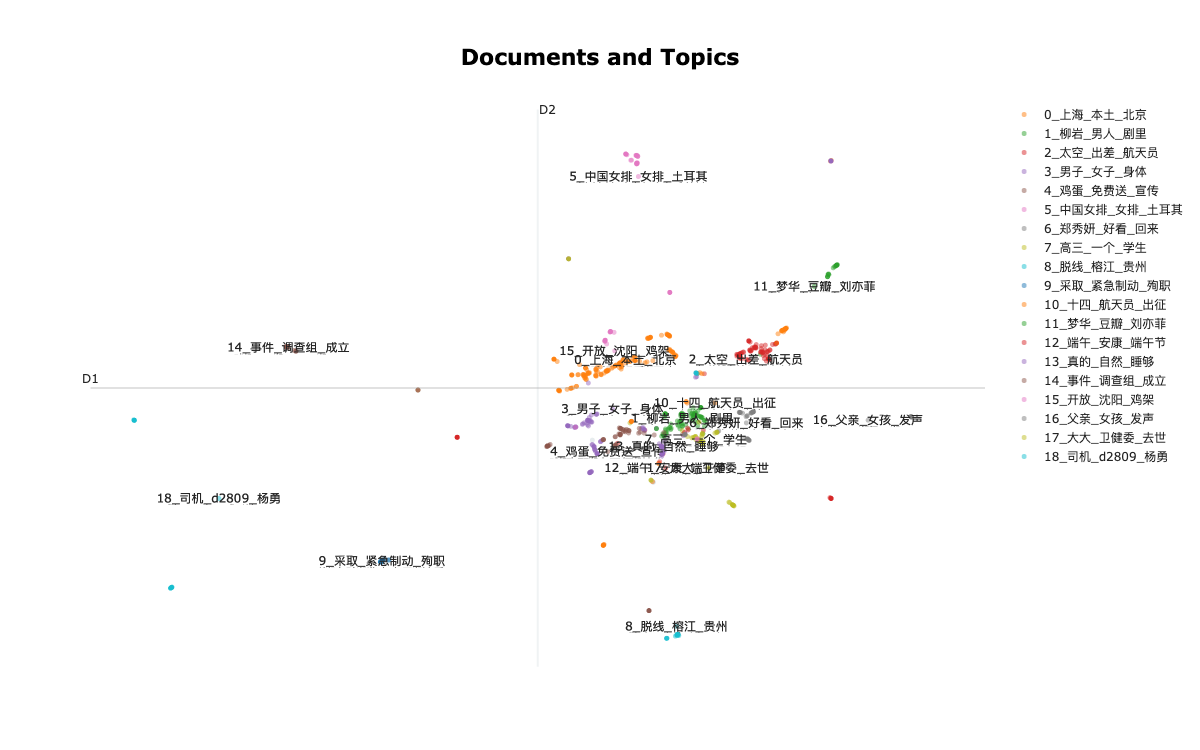 Documents and Topics
D2
D1
5_中国女排_女排_土耳其
11_梦华_豆瓣_刘亦菲
14_事件_调查组_成立
15_开放_沈阳_鸡架
0_上海_本土_北京
2_太空_出差_航天员
10_十四_航天员_出征
3_男子_女子_身体
1_柳岩_男人_剧里
6_郑秀妍_好看_回来
16_父亲_女孩_发声
7_高三_一个_学生
13_真的_自然_睡够
4_鸡蛋_免费送_宣传
12_端午_安康_端午节
17_大大_卫健委_去世
18_司机_d2809_杨勇
9_采取_紧急制动_殉职
8_脱线_榕江_贵州
0_上海_本土_北京
1_柳岩_男人_剧里
2_太空_出差_航天员
3_男子_女子_身体
4_鸡蛋_免费送_宣传
5_中国女排_女排_土耳其
6_郑秀妍_好看_回来
7_高三_一个_学生
8_脱线_榕江_贵州
9_采取_紧急制动_殉职
10_十四_航天员_出征
11_梦华_豆瓣_刘亦菲
12_端午_安康_端午节
13_真的_自然_睡够
14_事件_调查组_成立
15_开放_沈阳_鸡架
16_父亲_女孩_发声
17_大大_卫健委_去世
18_司机_d2809_杨勇